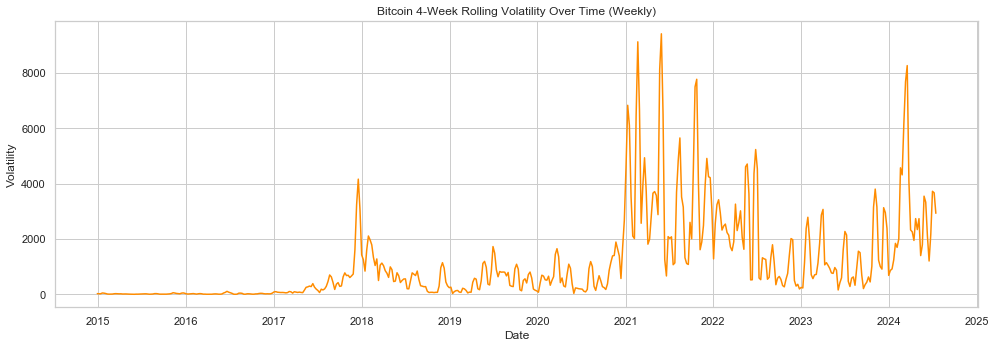 Bitcoin 4-Week Rolling Volatility Over Time (Weekly)
Volatility
8000
6000
4000
2000
0
2015 2016 2017 2018 2019 2020 2021 2022 2023 2024 2025
Date